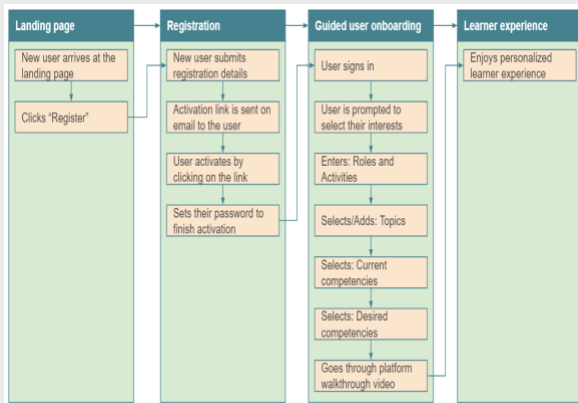 Landing page
New user arrives at the
landing page
Clicks “Register”
Registration
New user submits
registration details
Activation link is sent on
email to the user
User activates by
clicking on the link
Sets their password to
finish activation
Guided user onboarding
User signs in
User is prompted to
select their interests
Enters: Roles and
Activities
Selects/Adds: Topics
Selects: Current
competencies
Selects: Desired
competencies
Goes through platform
walkthrough video
Learner experience
Enjoys personalized
learner experience